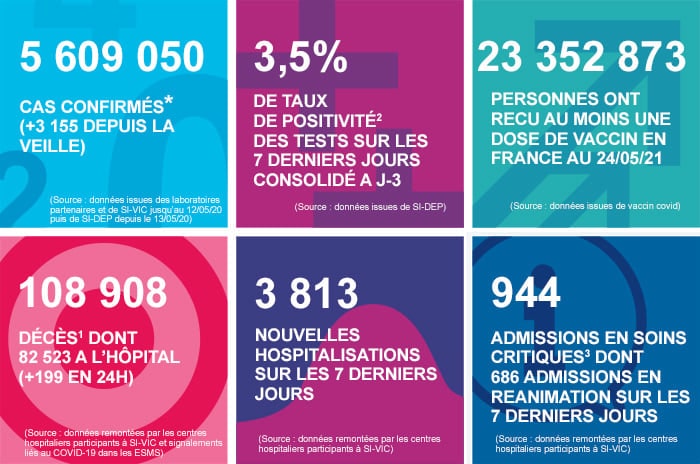 5 609 050
CAS CONFIRMÉS*
(+3 155 DEPUIS LA
VEILLE)
(Source : données issues des laboratoires
partenaires et de SI-VIC jusqu'au 12/05/20
puis de SI-DEP depuis le 13/05/20)
3,5%
DE TAUX
DE POSITIVITÉ²
DES TESTS SUR LES
7 DERNIERS JOURS
CONSOLIDÉ A J-3
(Source : données issues de SI-DEP)
23 352 873
PERSONNES ONT
RECU AU MOINS UNE
DOSE DE VACCIN EN
FRANCE AU 24/05/21
(Source : données issues de vaccin covid)
108 908
DÉCÈS¹ DONT
82 523 A L'HÔPITAL
(+199 EN 24H)
(Source : données remontées par les centres
hospitaliers participants à SI-VIC et signalements
liés au COVID-19 dans les ESMS)
3 813
NOUVELLES
HOSPITALISATIONS
SUR LES 7 DERNIERS
JOURS
(Source : données remontées par les centres
hospitaliers participants à SI-VIC)
944
ADMISSIONS EN SOINS
CRITIQUES³ DONT
686 ADMISSIONS EN
REANIMATION SUR LES
7 DERNIERS JOURS
(Source : données remontées par les centres
hospitaliers participants à SI-VIC)